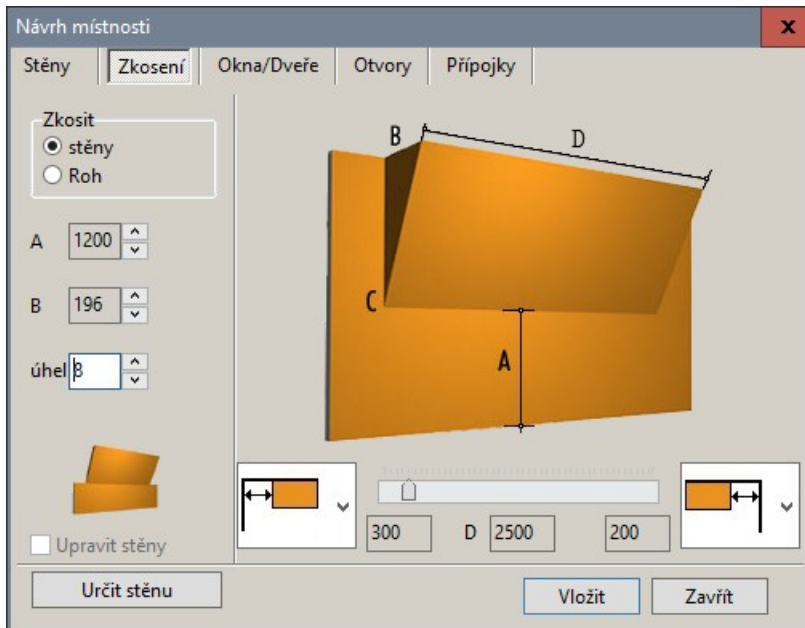 Návrh místnosti
x
Stěny Zkosení Okna/Dveře Otvory Přípojky
Zkosit
stěny
Roh
A 1200
B 196
úhel 8
Upravit stěny
B
D
C
A
300 D 2500 200
Určit stěnu
Vložit Zavřít